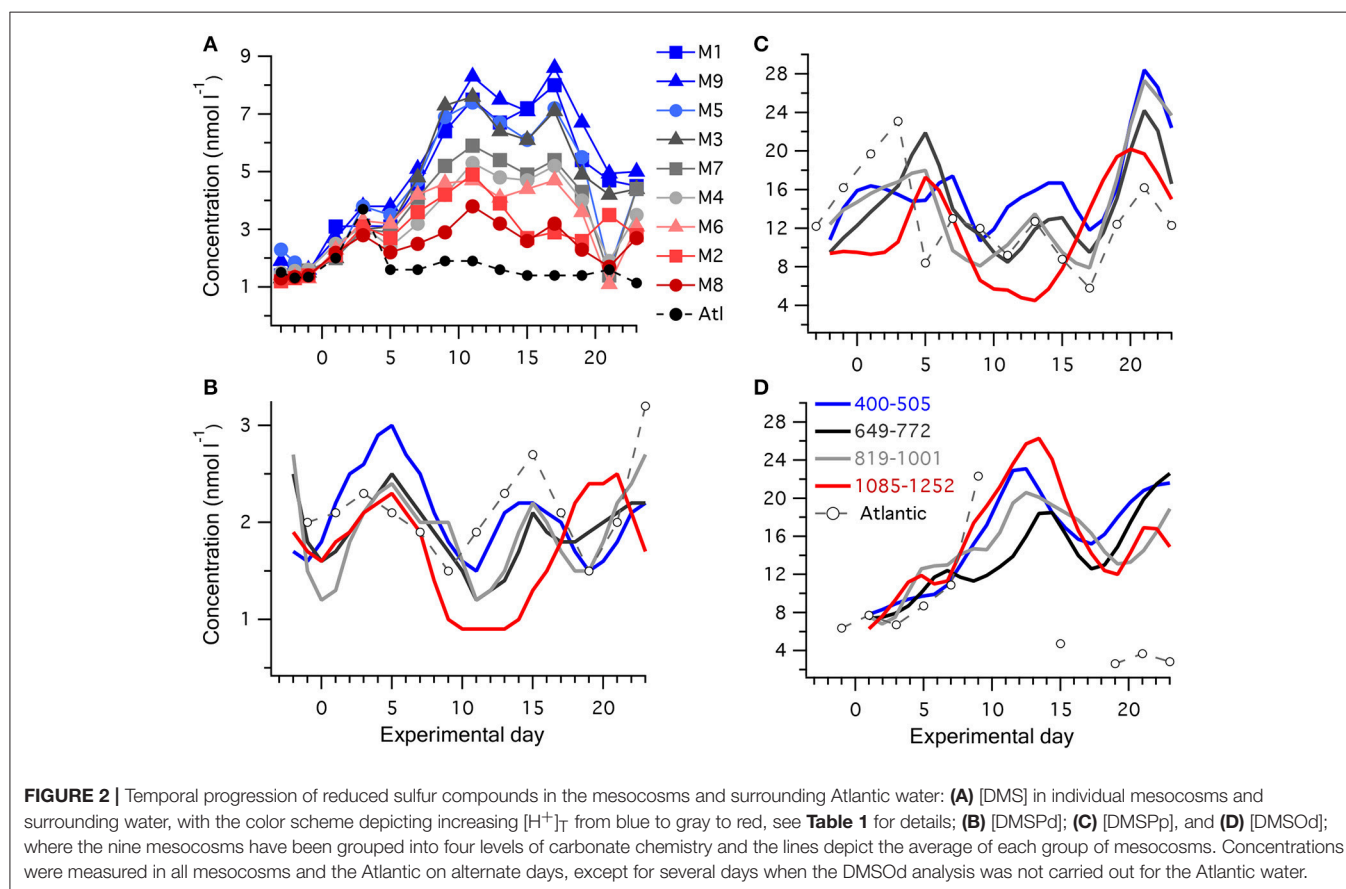 A
Concentration (nmol l⁻¹)
9
7
5
3
1
0 5 10 15 20
M1
M9
M5
M3
M7
M4
M6
M2
M8
Atl
C
28
24
20
16
12
8
4
0 5 10 15 20
B
Concentration (nmol l⁻¹)
3
2
1
0 5 10 15 20
Experimental day
D
28
24
20
16
12
8
4
400-505
649-772
819-1001
1085-1252
Atlantic
0 5 10 15 20
Experimental day
FIGURE 2 | Temporal progression of reduced sulfur compounds in the mesocosms and surrounding Atlantic water: (A) [DMS] in individual mesocosms and
surrounding water, with the color scheme depicting increasing [H⁺]T from blue to gray to red, see Table 1 for details; (B) [DMSPd]; (C) [DMSPp], and (D) [DMSOd];
where the nine mesocosms have been grouped into four levels of carbonate chemistry and the lines depict the average of each group of mesocosms. Concentrations
were measured in all mesocosms and the Atlantic on alternate days, except for several days when the DMSOd analysis was not carried out for the Atlantic water.